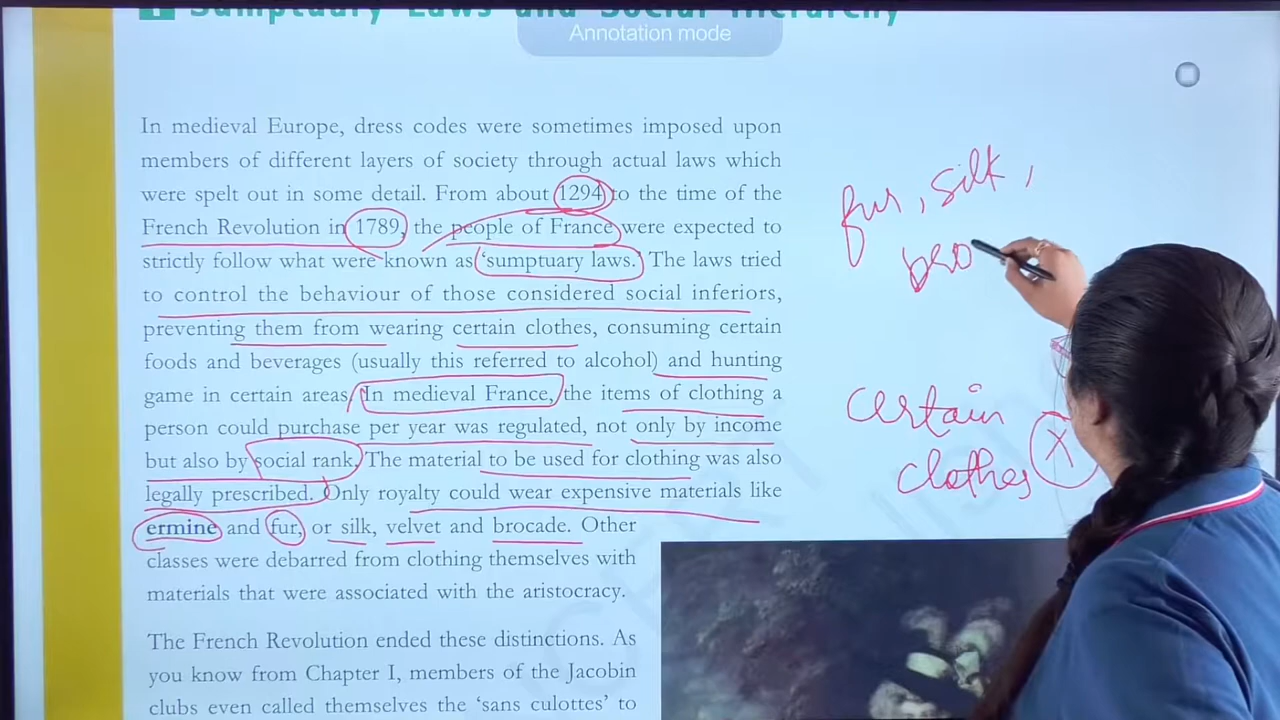 1 Sumptuary Laws and Social Hierarchy
Annotation mode
In medieval Europe, dress codes were sometimes imposed upon
members of different layers of society through actual laws which
were spelt out in some detail. From about 1294 to the time of the
French Revolution in 1789, the people of France were expected to
strictly follow what were known as ‘sumptuary laws.’ The laws tried
to control the behaviour of those considered social inferiors,
preventing them from wearing certain clothes, consuming certain
foods and beverages (usually this referred to alcohol) and hunting
game in certain areas. In medieval France, the items of clothing a
person could purchase per year was regulated, not only by income
but also by social rank. The material to be used for clothing was also
legally prescribed. Only royalty could wear expensive materials like
ermine and fur, or silk, velvet and brocade. Other
classes were debarred from clothing themselves with
materials that were associated with the aristocracy.
The French Revolution ended these distinctions. As
you know from Chapter I, members of the Jacobin
clubs even called themselves the ‘sans culottes’ to
fur, silk,
bro
certain
clothes X